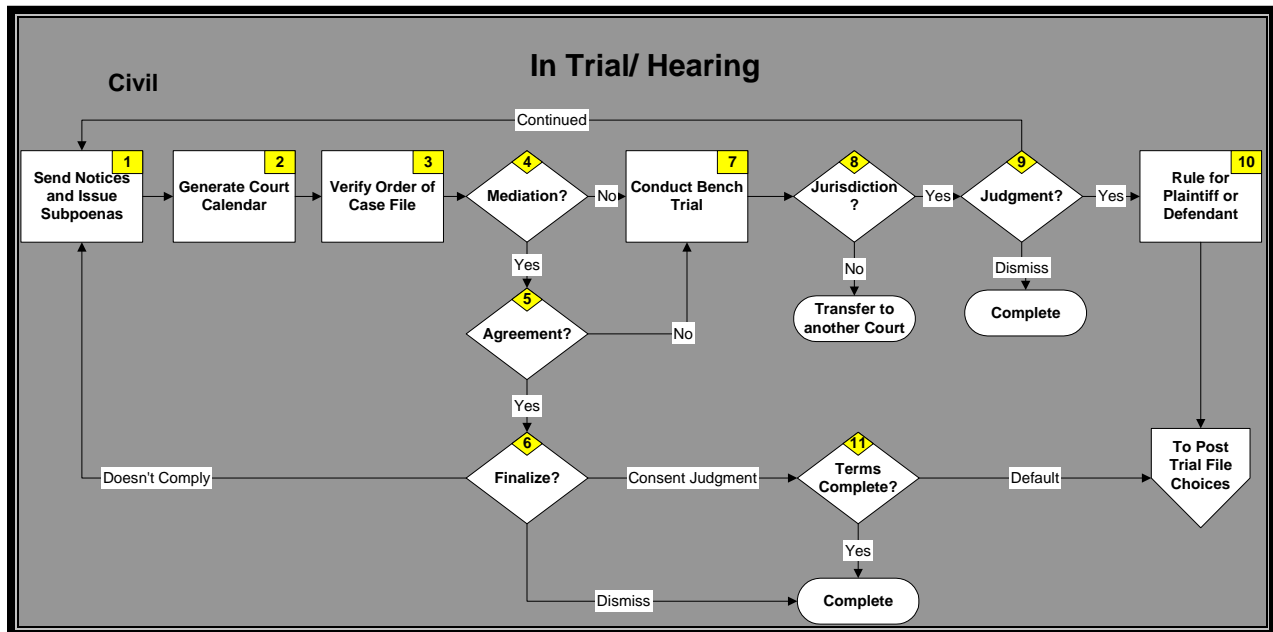 In Trial/ Hearing
Civil
Continued
1
Send Notices
and Issue
Subpoenas
2
Generate Court
Calendar
3
Verify Order of
Case File
4
Mediation?
No
7
Conduct Bench
Trial
8
Jurisdiction
?
Yes
9
Judgment?
Yes
10
Rule for
Plaintiff or
Defendant
Yes
No
Dismiss
5
Agreement?
No
Transfer to
another Court
Complete
Yes
6
Finalize?
Doesn't Comply
Consent Judgment
11
Terms
Complete?
Default
To Post
Trial File
Choices
Yes
Dismiss
Complete